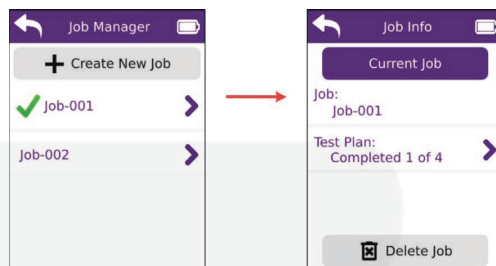 Job Manager
Create New Job
Job-001
Job-002
Job Info
Current Job
Job:
Job-001
Test Plan:
Completed 1 of 4
Delete Job